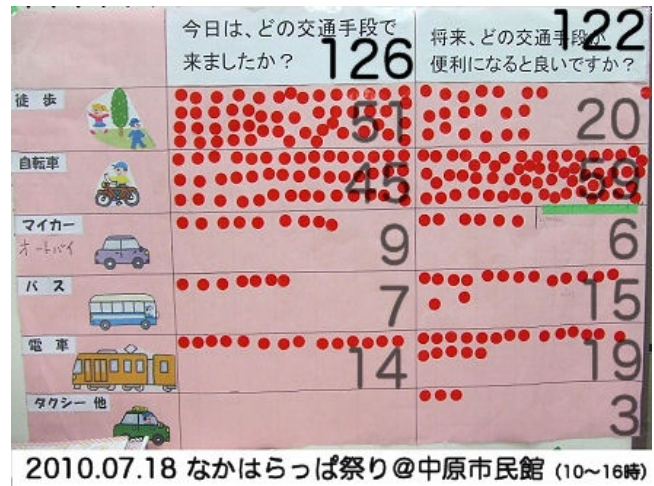 今日は、どの交通手段で
来ましたか？
126
将来、どの交通手段が
便利になると良いですか？
122
徒歩
51
20
自転車
45
59
マイカー
オートバイ
9
6
バス
7
15
電車
14
19
タクシー他
3
2010.07.18 なかはらっぱ祭り@中原市民館 (10〜16時)